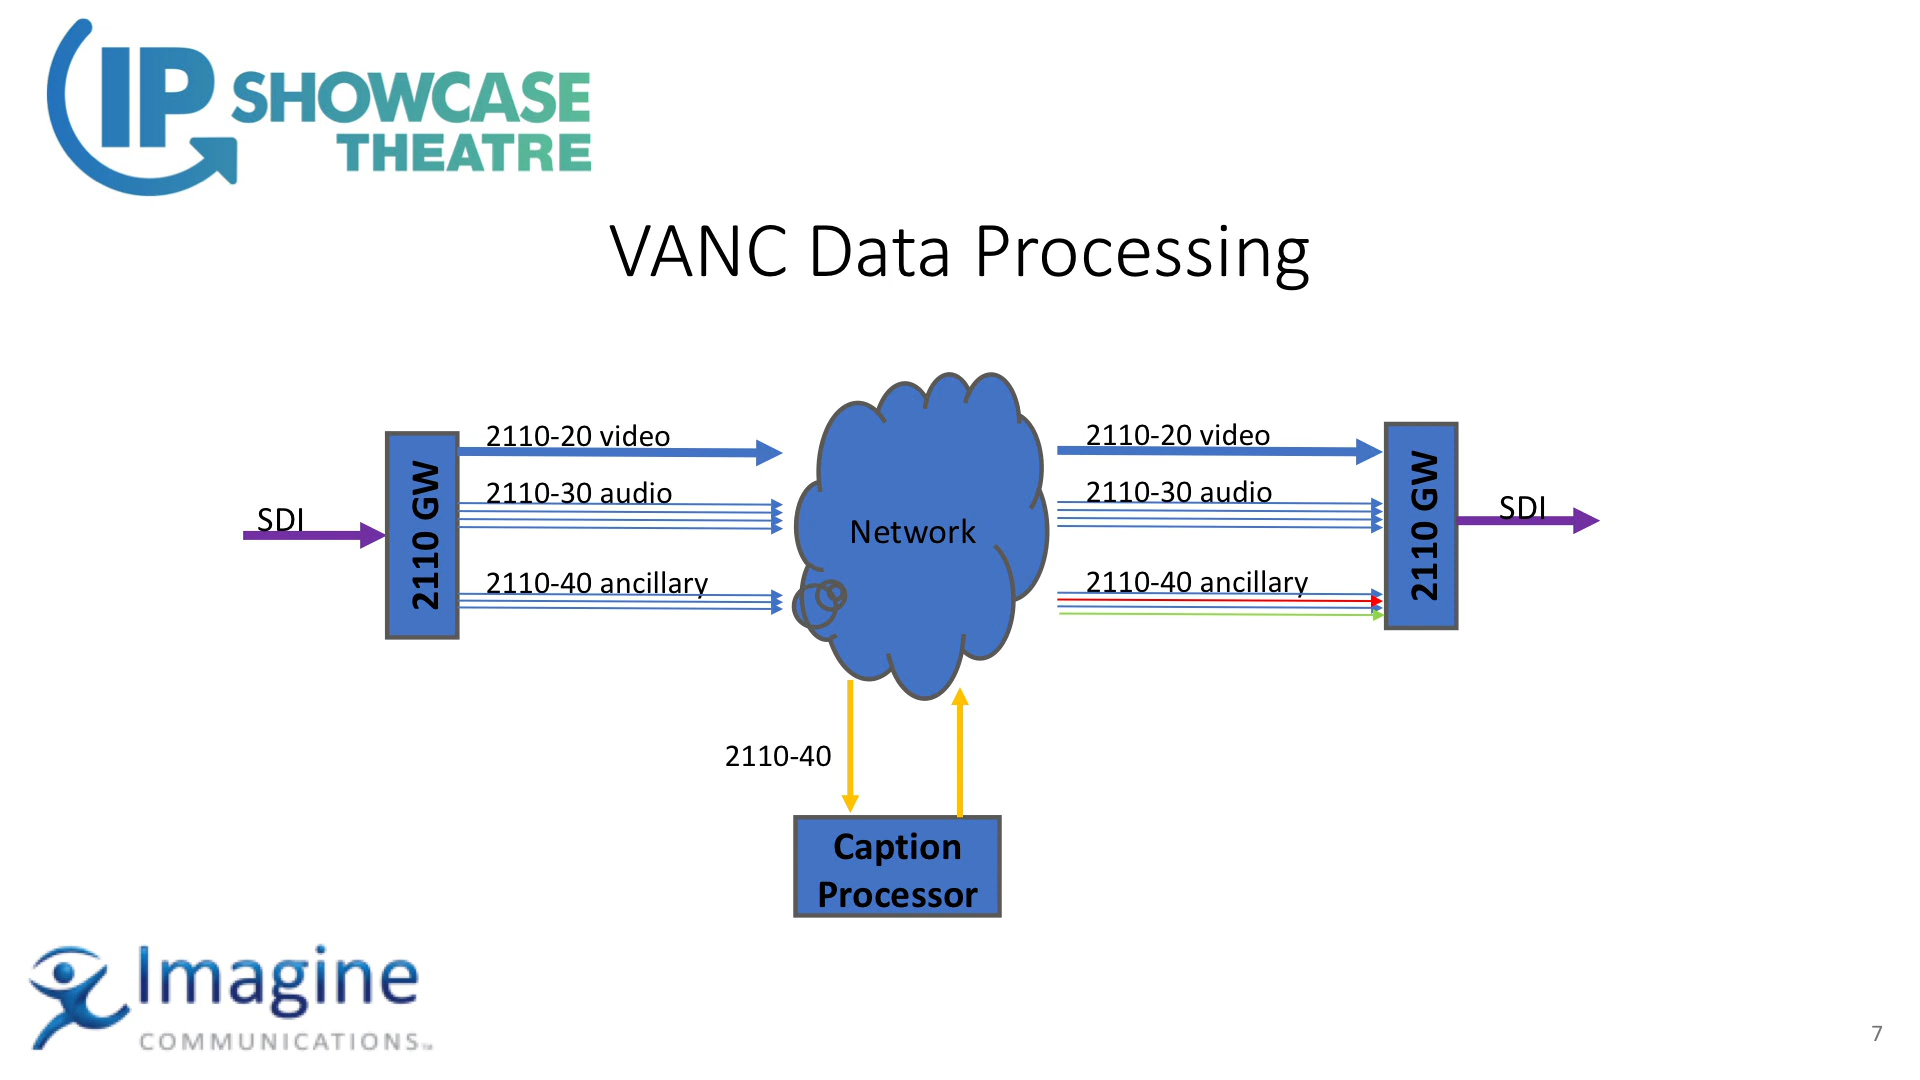 IP SHOWCASE
THEATRE
VANC Data Processing
2110-20 video
2110-30 audio
2110-40 ancillary
SDI
2110 GW
Network
2110-20 video
2110-30 audio
2110-40 ancillary
2110 GW
SDI
2110-40
Caption
Processor
Imagine
COMMUNICATIONS
7